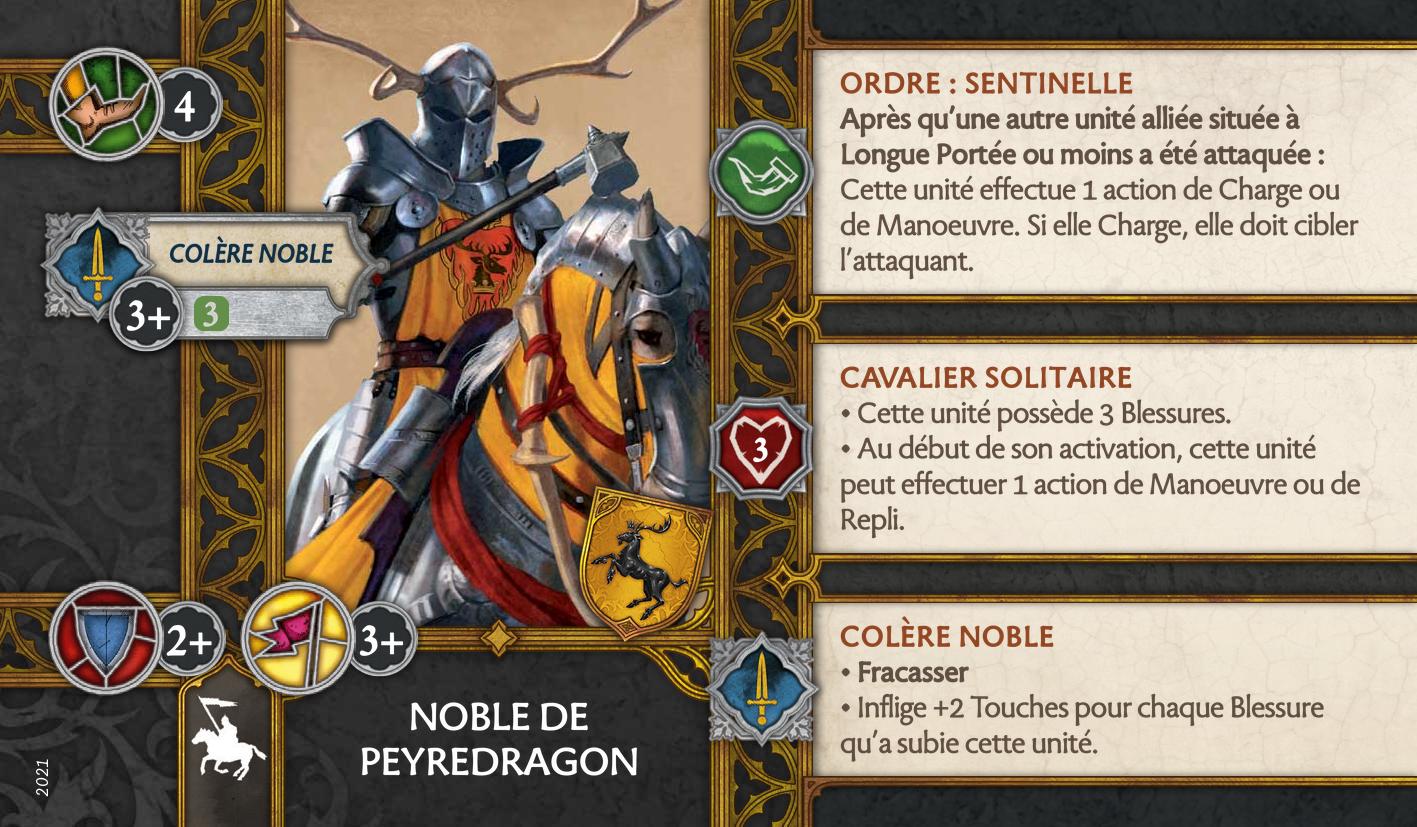 4
COLÈRE NOBLE
3+ 3
2+ 3+
NOBLE DE
PEYREDRAGON
2021
ORDRE : SENTINELLE
Après qu'une autre unité alliée située à
Longue Portée ou moins a été attaquée :
Cette unité effectue 1 action de Charge ou
de Manoeuvre. Si elle Charge, elle doit cibler
l'attaquant.
3
CAVALIER SOLITAIRE
• Cette unité possède 3 Blessures.
• Au début de son activation, cette unité
peut effectuer 1 action de Manoeuvre ou de
Repli.
COLÈRE NOBLE
• Fracasser
• Inflige +2 Touches pour chaque Blessure
qu'a subie cette unité.